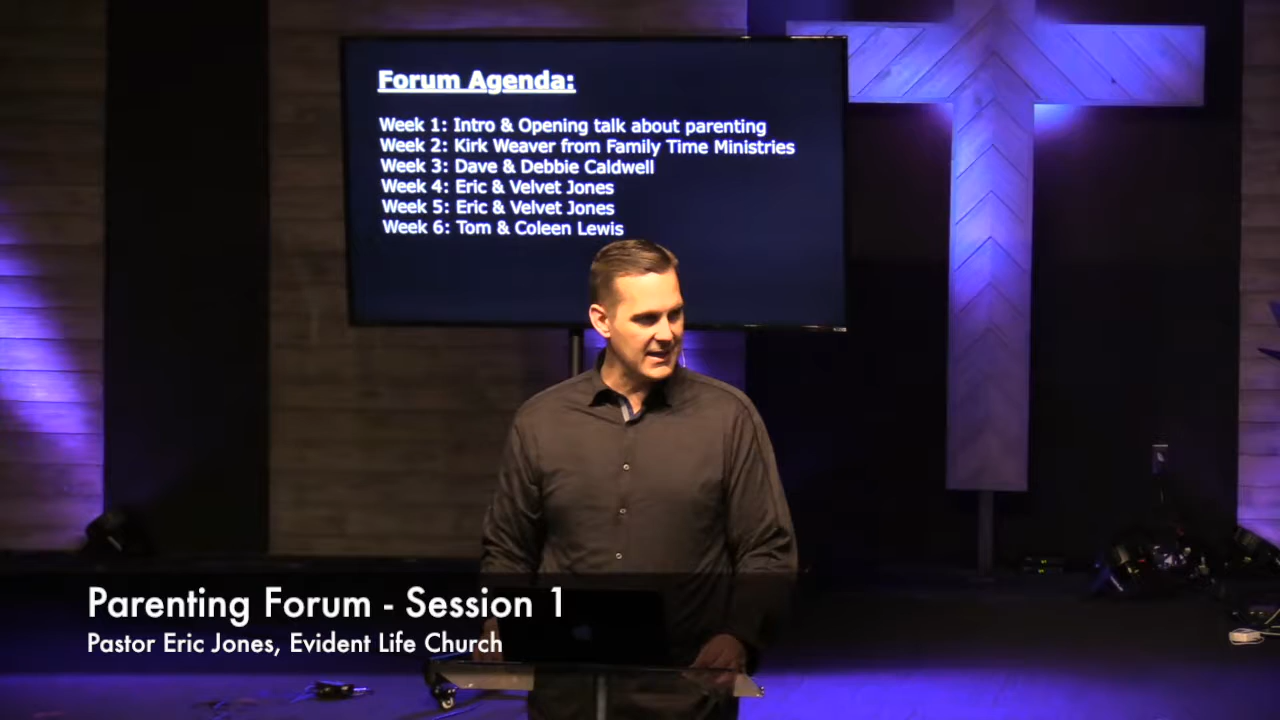 Forum Agenda:
Week 1: Intro & Opening talk about parenting
Week 2: Kirk Weaver from Family Time Ministries
Week 3: Dave & Debbie Caldwell
Week 4: Eric & Velvet Jones
Week 5: Eric & Velvet Jones
Week 6: Tom & Coleen Lewis
Parenting Forum - Session 1
Pastor Eric Jones, Evident Life Church